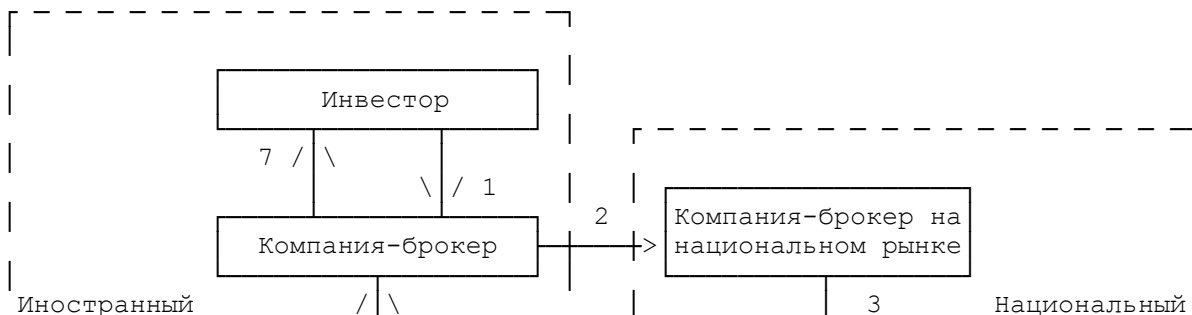 Инвестор
7
1
2
Компания-брокер на
национальном рынке
Компания-брокер
Иностранный
3
Национальный